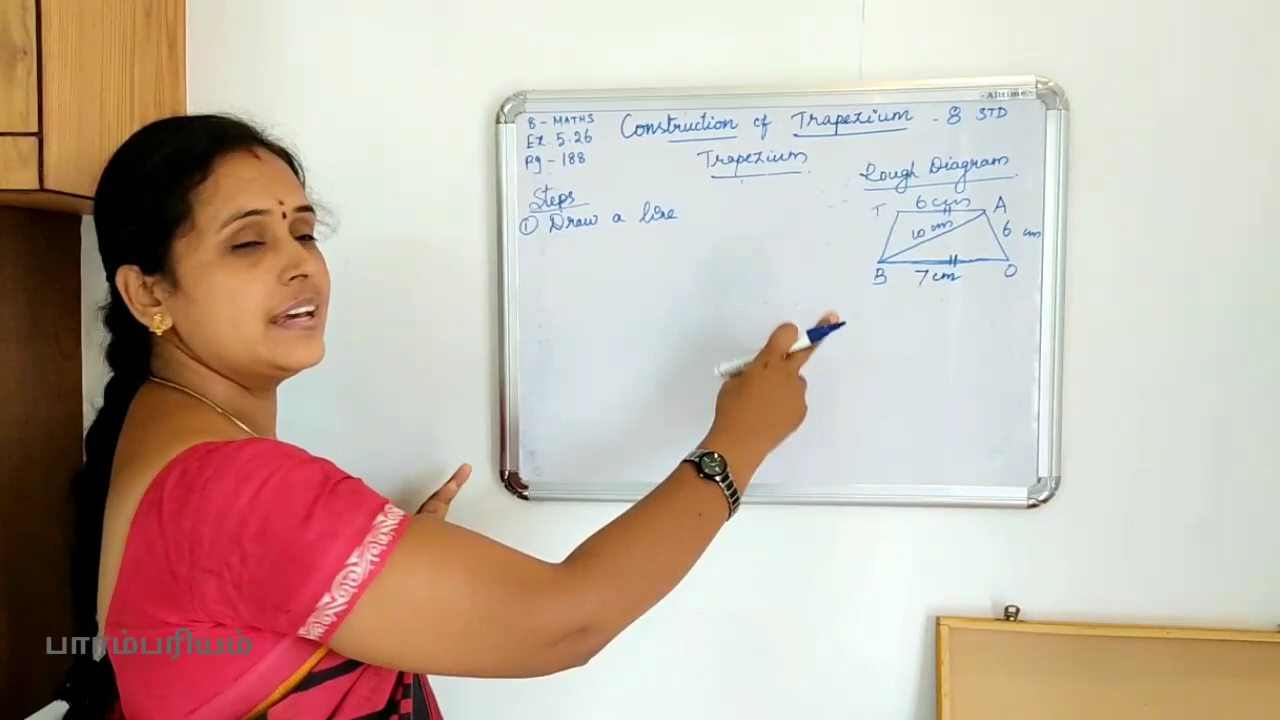 -Alltime-
8 - MATHS
Ex. 5.26
Pg - 188
Construction of Trapezium - 8 STD
Trapezium
Rough Diagram
Steps
① Draw a line
6 cm
T A
10 cm 6 cm
B 7 cm O
பாரம்பரியம்